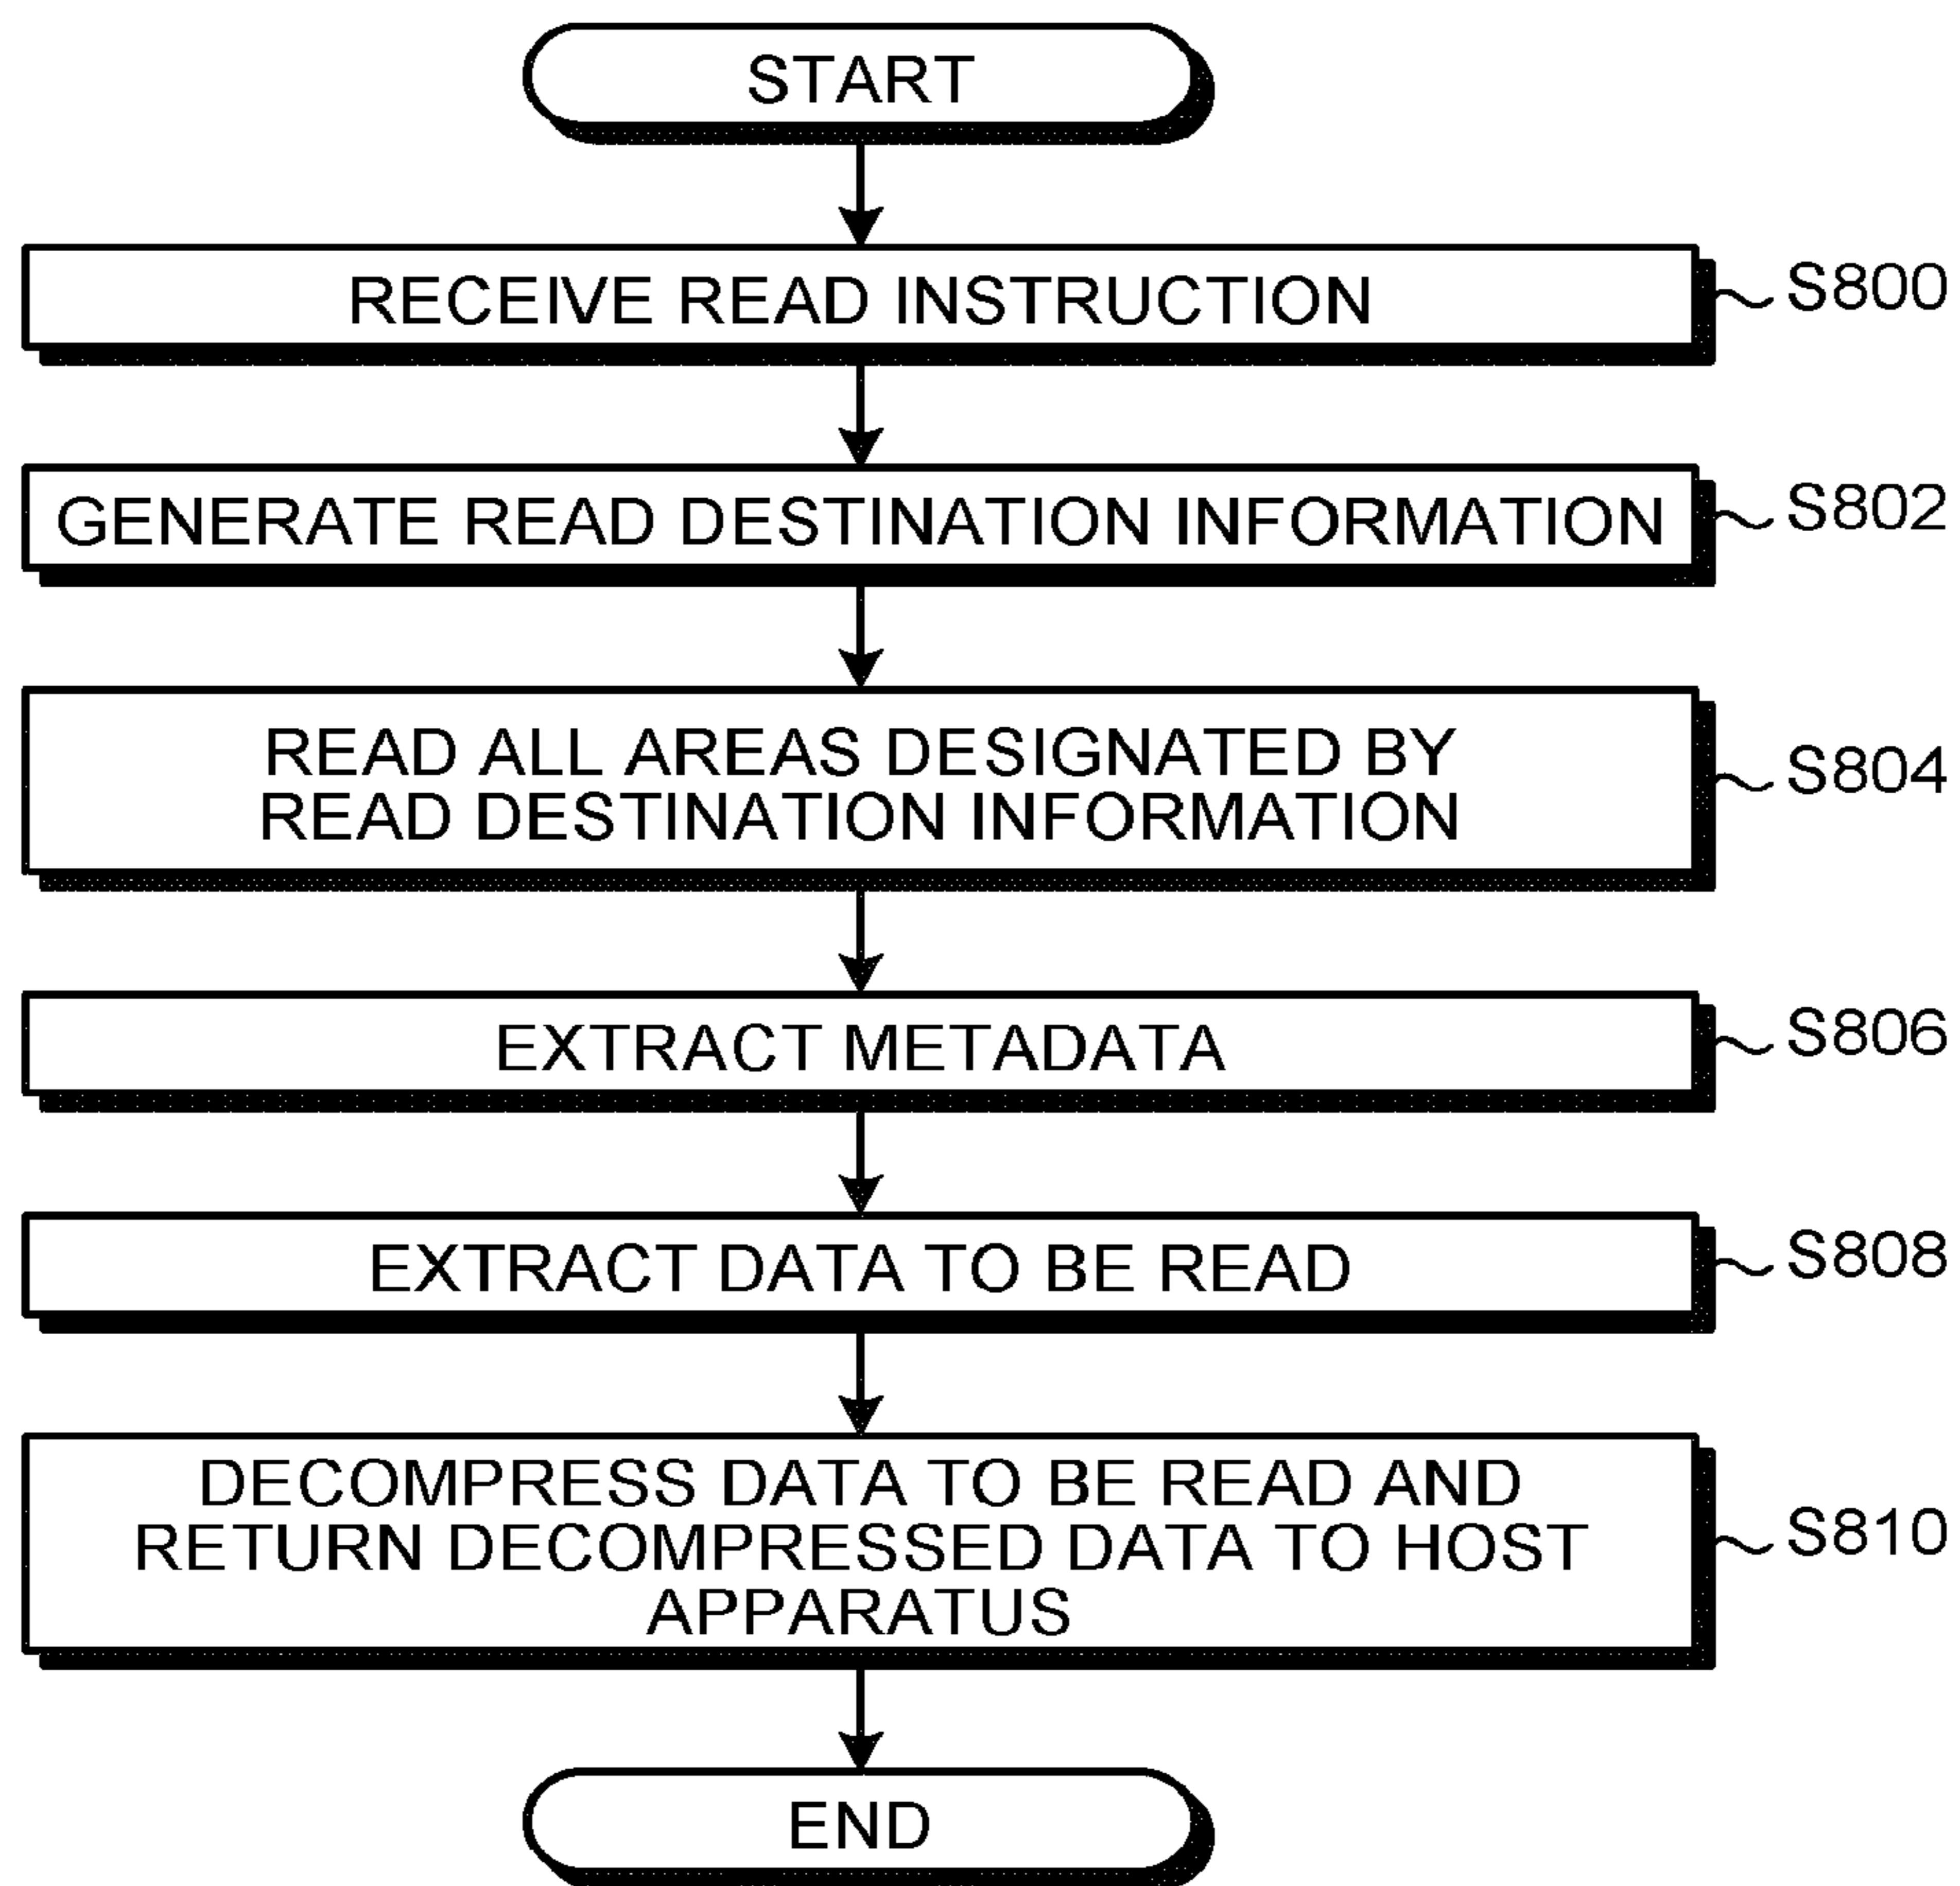 START
RECEIVE READ INSTRUCTION
S800
GENERATE READ DESTINATION INFORMATION
S802
READ ALL AREAS DESIGNATED BY
READ DESTINATION INFORMATION
S804
EXTRACT METADATA
S806
EXTRACT DATA TO BE READ
S808
DECOMPRESS DATA TO BE READ AND
RETURN DECOMPRESSED DATA TO HOST
APPARATUS
S810
END